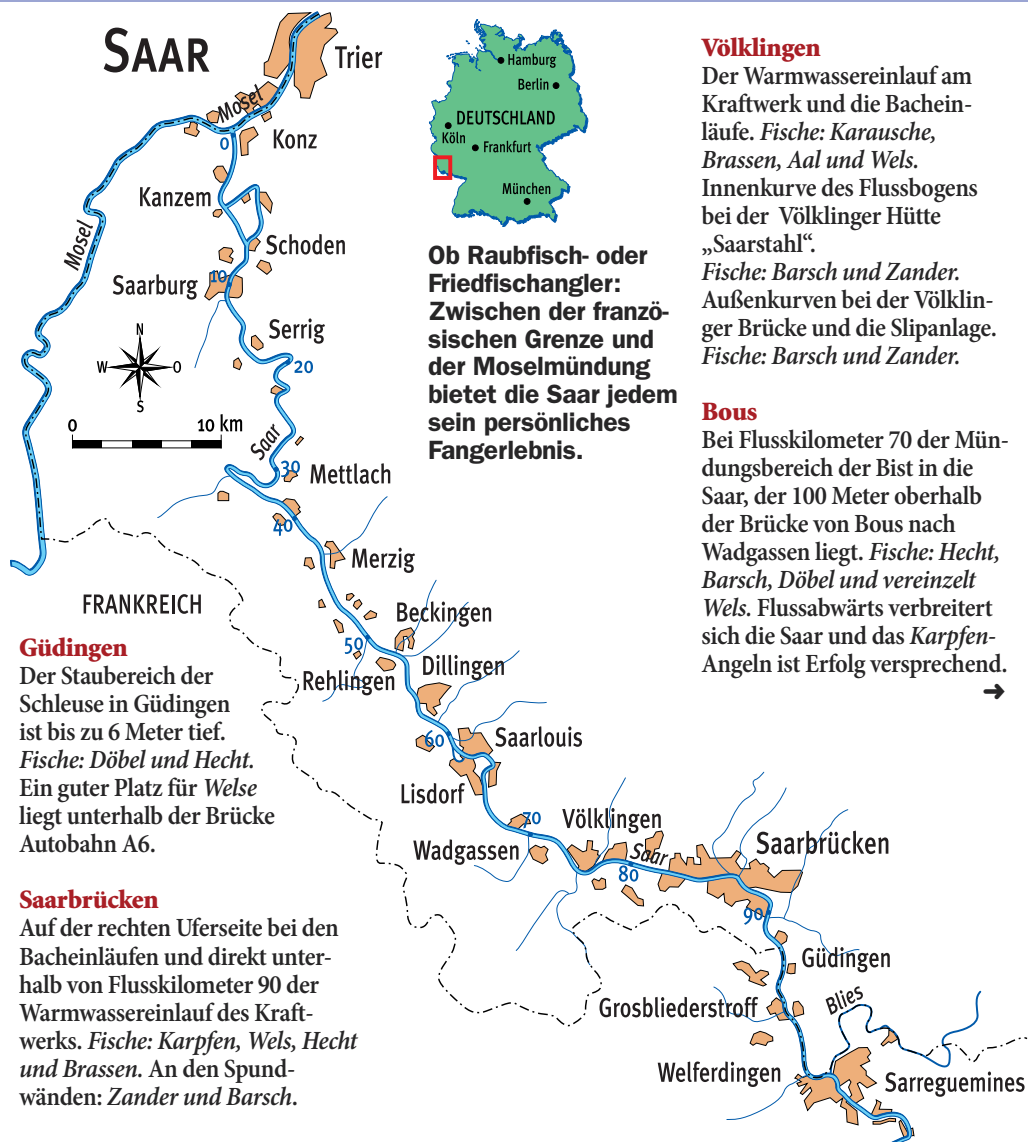 SAAR
Trier
Mosel
Konz
0
Kanzem
Mosel
Schoden
10
Saarburg
Serrig
20
N
W
O
S
0 10 km
Saar
30
Mettlach
40
Merzig
FRANKREICH
Beckingen
50
Rehlingen
Dillingen
60
Saarlouis
Lisdorf
70
Völklingen
Wadgassen
Saar
80
Saarbrücken
90
Güdingen
Grosbliederstroff
Blies
Welferdingen
Sarreguemines
Hamburg
Berlin
DEUTSCHLAND
Köln
Frankfurt
München
Ob Raubfisch- oder
Friedfischangler:
Zwischen der franzö-
sischen Grenze und
der Moselmündung
bietet die Saar jedem
sein persönliches
Fangerlebnis.
Güdingen
Der Staubereich der
Schleuse in Güdingen
ist bis zu 6 Meter tief.
Fische: Döbel und Hecht.
Ein guter Platz für Welse
liegt unterhalb der Brücke
Autobahn A6.
Saarbrücken
Auf der rechten Uferseite bei den
Bacheinläufen und direkt unter-
halb von Flusskilometer 90 der
Warmwassereinlauf des Kraft-
werks. Fische: Karpfen, Wels, Hecht
und Brassen. An den Spund-
wänden: Zander und Barsch.
Völklingen
Der Warmwassereinlauf am
Kraftwerk und die Bachein-
läufe. Fische: Karausche,
Brassen, Aal und Wels.
Innenkurve des Flussbogens
bei der Völklinger Hütte
„Saarstahl“.
Fische: Barsch und Zander.
Außenkurven bei der Völklin-
ger Brücke und die Slipanlage.
Fische: Barsch und Zander.
Bous
Bei Flusskilometer 70 der Mün-
dungsbereich der Bist in die
Saar, der 100 Meter oberhalb
der Brücke von Bous nach
Wadgassen liegt. Fische: Hecht,
Barsch, Döbel und vereinzelt
Wels. Flussabwärts verbreitert
sich die Saar und das Karpfen-
Angeln ist Erfolg versprechend.
➔